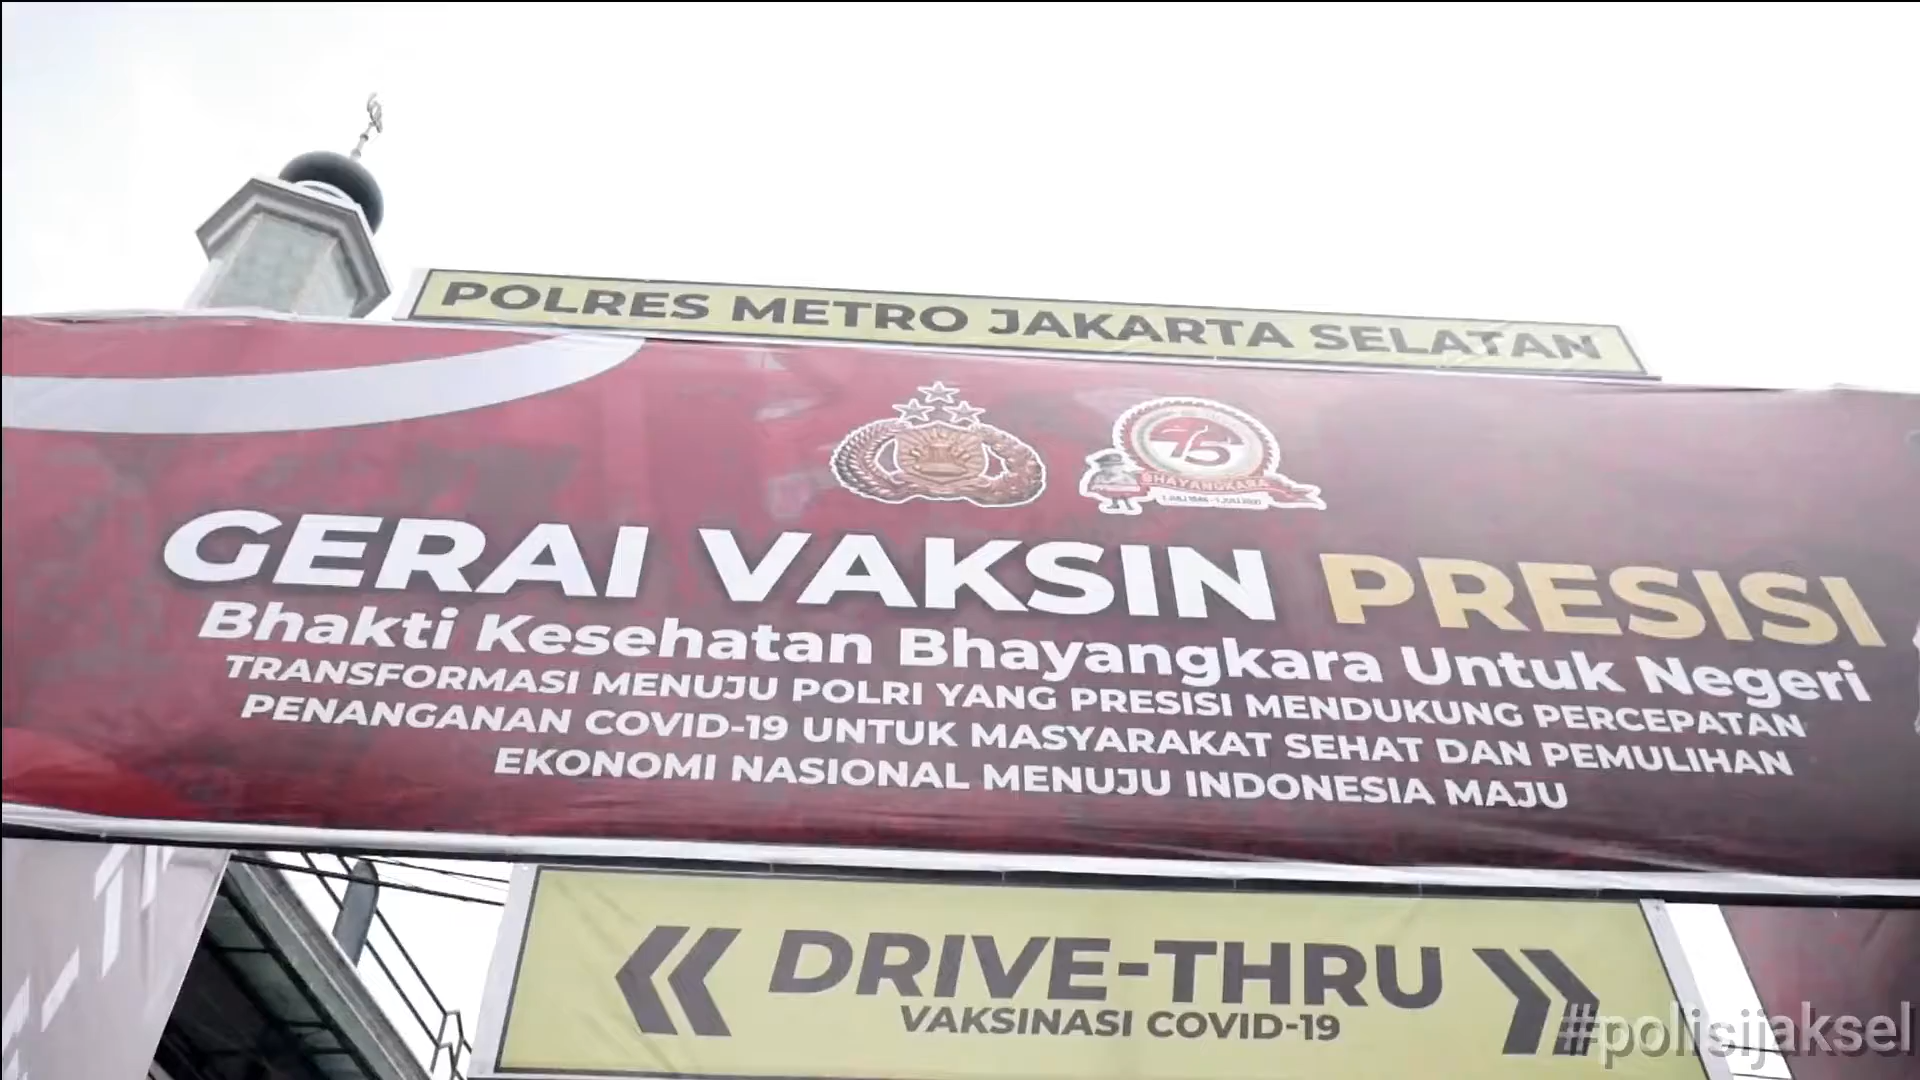 POLRES METRO JAKARTA SELATAN
75
BHAYANGKARA
GERAI VAKSIN PRESISI
Bhakti Kesehatan Bhayangkara Untuk Negeri
TRANSFORMASI MENUJU POLRI YANG PRESISI MENDUKUNG PERCEPATAN
PENANGANAN COVID-19 UNTUK MASYARAKAT SEHAT DAN PEMULIHAN
EKONOMI NASIONAL MENUJU INDONESIA MAJU
DRIVE-THRU
VAKSINASI COVID-19
#polisijaksel